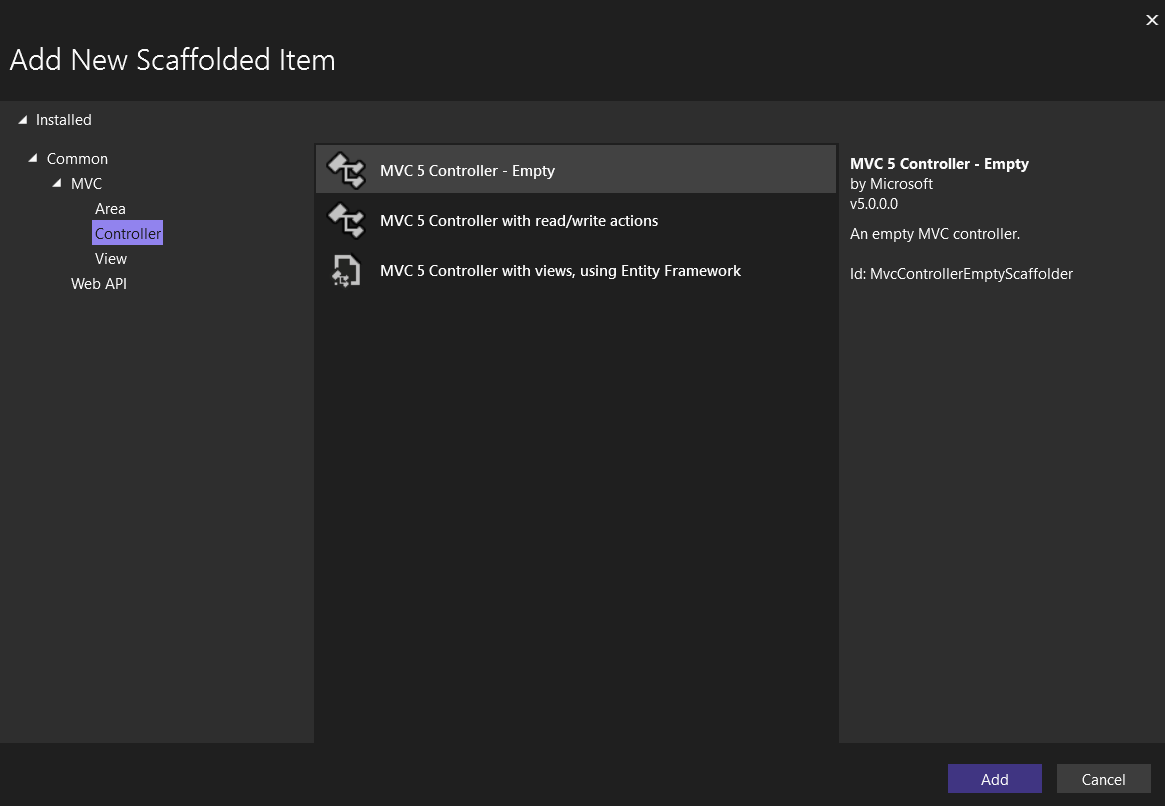 Add New Scaffolded Item
Installed
Common
MVC
Area
Controller
View
Web API
MVC 5 Controller - Empty
MVC 5 Controller with read/write actions
MVC 5 Controller with views, using Entity Framework
MVC 5 Controller - Empty
by Microsoft
v5.0.0.0
An empty MVC controller.
Id: MvcControllerEmptyScaffolder
Add
Cancel